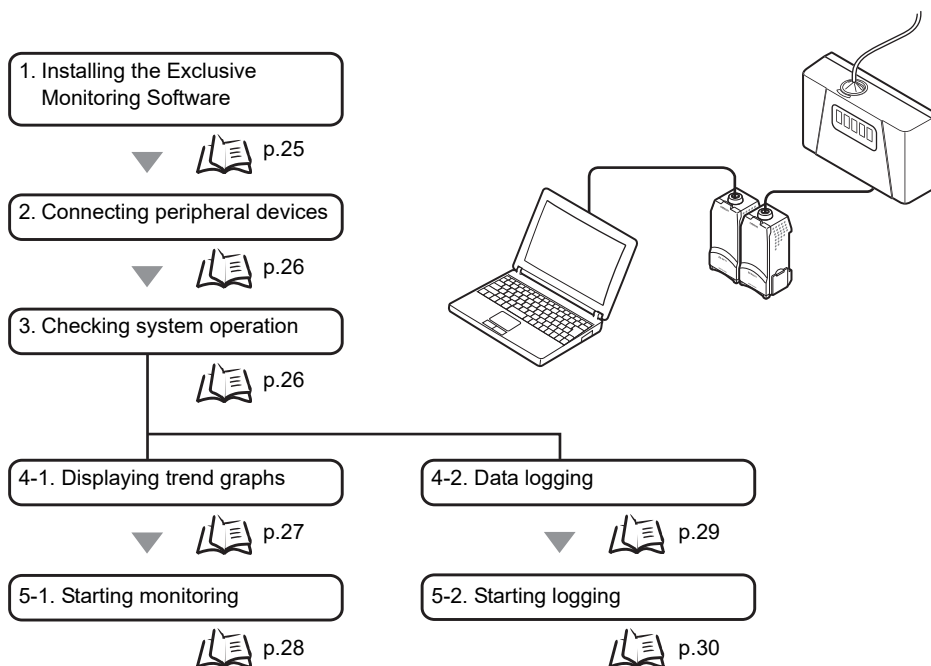 1. Installing the Exclusive
Monitoring Software
p.25
2. Connecting peripheral devices
p.26
3. Checking system operation
p.26
4-1. Displaying trend graphs
p.27
5-1. Starting monitoring
p.28
4-2. Data logging
p.29
5-2. Starting logging
p.30